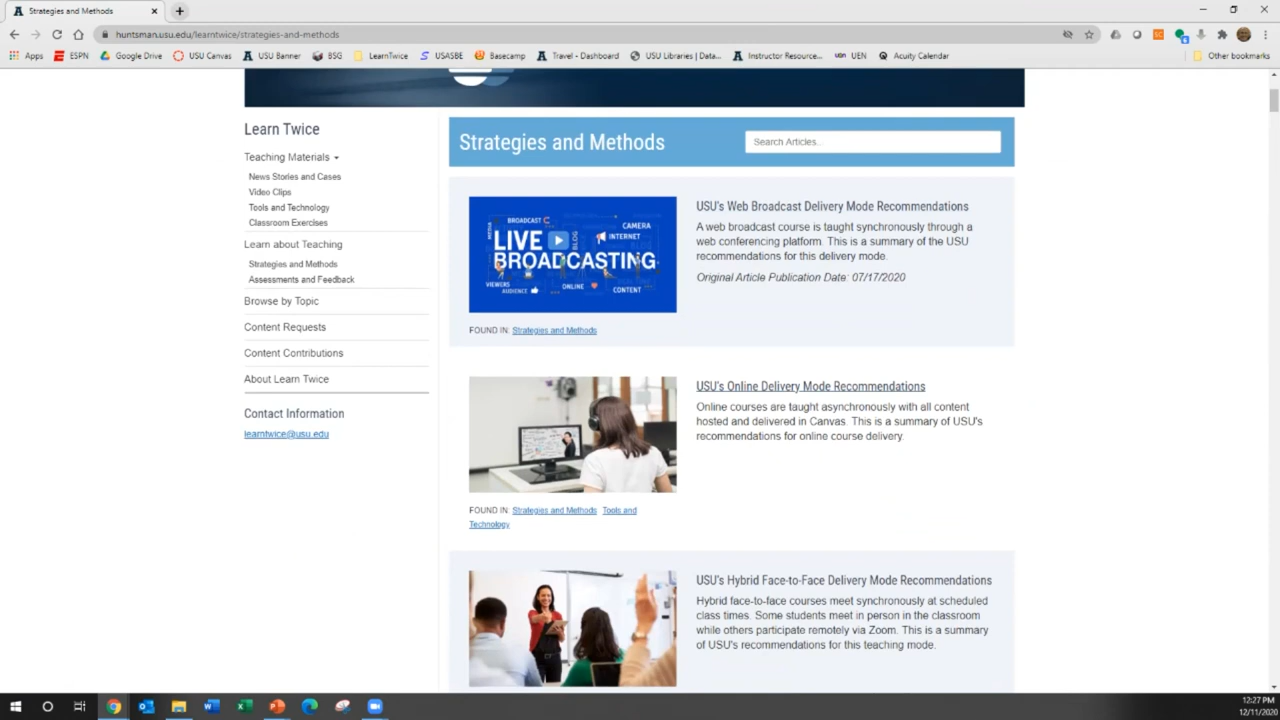 Strategies and Methods
huntsman.usu.edu/learntwice/strategies-and-methods
Apps
ESPN
Google Drive
USU Canvas
USU Banner
BSG
LearnTwice
USASBE
Basecamp
Travel - Dashboard
USU Libraries | Data...
Instructor Resource...
UEN
Acuity Calendar
Other bookmarks
Learn Twice
Teaching Materials
News Stories and Cases
Video Clips
Tools and Technology
Classroom Exercises
Learn about Teaching
Strategies and Methods
Assessments and Feedback
Browse by Topic
Content Requests
Content Contributions
About Learn Twice
Contact Information
learntwice@usu.edu
Strategies and Methods
Search Articles...
BROADCAST
CAMERA
MEDIA
LIVE
BLOG
INTERNET
BROADCASTING
VIEWERS
AUDIENCE
ONLINE
CONTENT
FOUND IN: Strategies and Methods
USU's Web Broadcast Delivery Mode Recommendations
A web broadcast course is taught synchronously through a
web conferencing platform. This is a summary of the USU
recommendations for this delivery mode.
Original Article Publication Date: 07/17/2020
FOUND IN: Strategies and Methods Tools and
Technology
USU's Online Delivery Mode Recommendations
Online courses are taught asynchronously with all content
hosted and delivered in Canvas. This is a summary of USU's
recommendations for online course delivery.
USU's Hybrid Face-to-Face Delivery Mode Recommendations
Hybrid face-to-face courses meet synchronously at scheduled
class times. Some students meet in person in the classroom
while others participate remotely via Zoom. This is a summary
of USU's recommendations for this teaching mode.
12:27 PM
12/11/2020